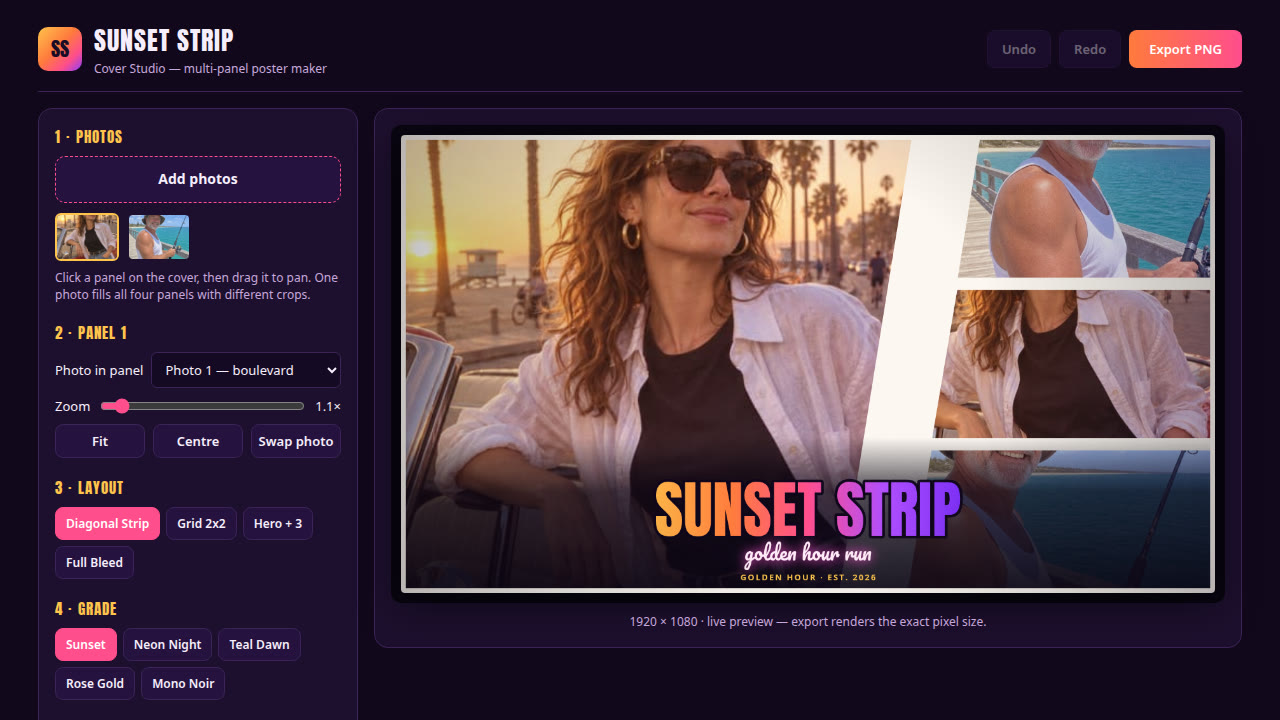 SS
SUNSET STRIP
Cover Studio — multi-panel poster maker
Undo
Redo
Export PNG
1 · PHOTOS
Add photos
Click a panel on the cover, then drag it to pan. One
photo fills all four panels with different crops.
2 · PANEL 1
Photo in panel
Photo 1 — boulevard
Zoom
1.1×
Fit
Centre
Swap photo
3 · LAYOUT
Diagonal Strip
Grid 2x2
Hero + 3
Full Bleed
4 · GRADE
Sunset
Neon Night
Teal Dawn
Rose Gold
Mono Noir
SUNSET STRIP
golden hour run
GOLDEN HOUR · EST. 2026
1920 × 1080 · live preview — export renders the exact pixel size.